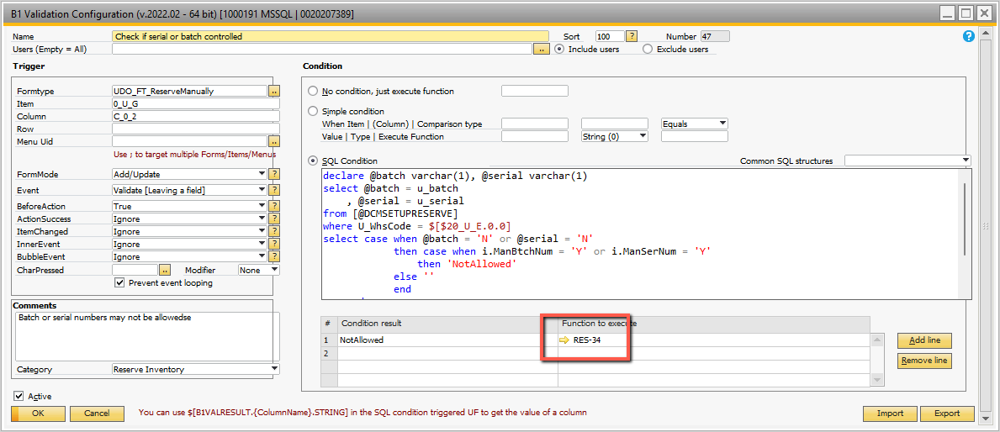 B1 Validation Configuration (v.2022.02 - 64 bit) [1000191 MSSQL | 0020207389]
Name Check if serial or batch controlled Sort 100 ? Number 47 ?
Users (Empty = All) .. Include users Exclude users
Trigger
Formtype UDO_FT_ReserveManually ..
Item 0_U_G
Column C_0_2
Row
Menu Uid ..
Use ; to target multiple Forms/Items/Menus
FormMode Add/Update ?
Event Validate [Leaving a field] ?
BeforeAction True ?
ActionSuccess Ignore ?
ItemChanged Ignore ?
InnerEvent Ignore ?
BubbleEvent Ignore ?
CharPressed .. Modifier None
Prevent event looping
Comments
Batch or serial numbers may not be allowedse
Category Reserve Inventory
Active
Condition
No condition, just execute function
Simple condition
When Item | (Column) | Comparison type Equals
Value | Type | Execute Function String (0)
SQL Condition Common SQL structures
declare @batch varchar(1), @serial varchar(1)
select @batch = u_batch
, @serial = u_serial
from [@DCMSETUPRESERVE]
where U_WhsCode = $[$20_U_E.0.0]
select case when @batch = 'N' or @serial = 'N'
then case when i.ManBtchNum = 'Y' or i.ManSerNum = 'Y'
then 'NotAllowed'
else ''
end
# Condition result Function to execute
1 NotAllowed RES-34
2
Add line
Remove line
OK Cancel You can use $[B1VALRESULT.{ColumnName}.STRING] in the SQL condition triggered UF to get the value of a column Import Export